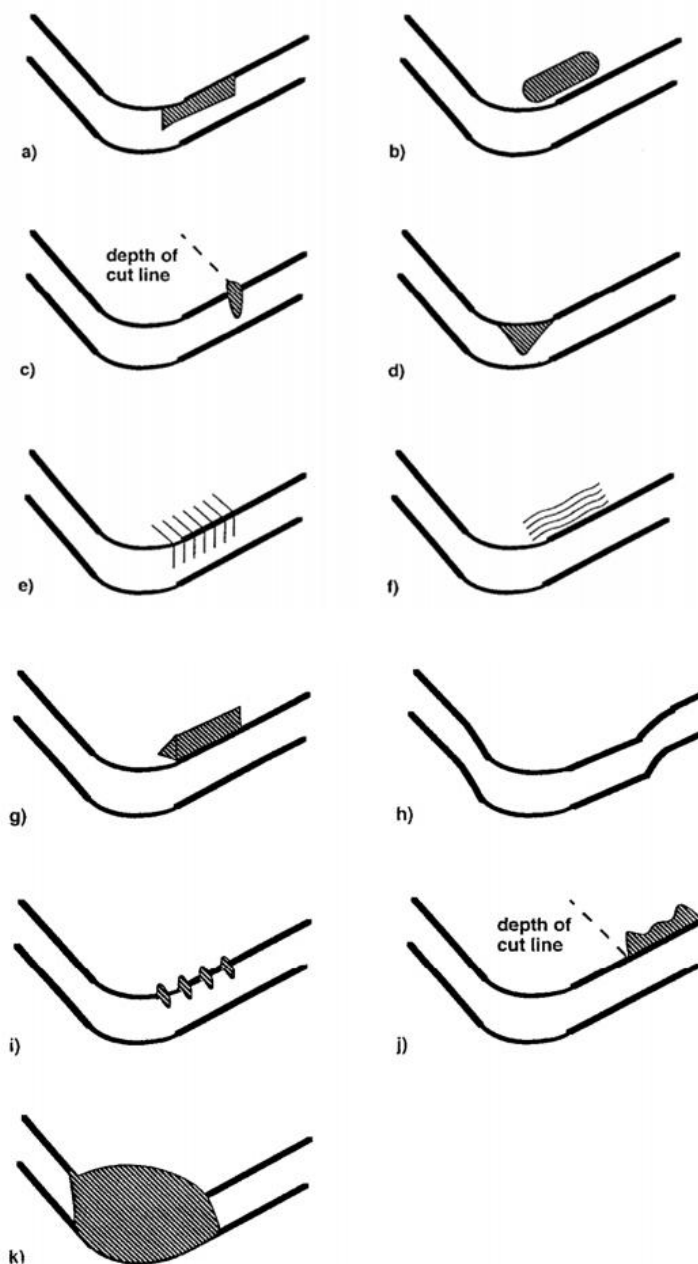 a)
b)
depth of
cut line
c)
d)
e)
f)
g)
h)
i)
depth of
cut line
j)
k)